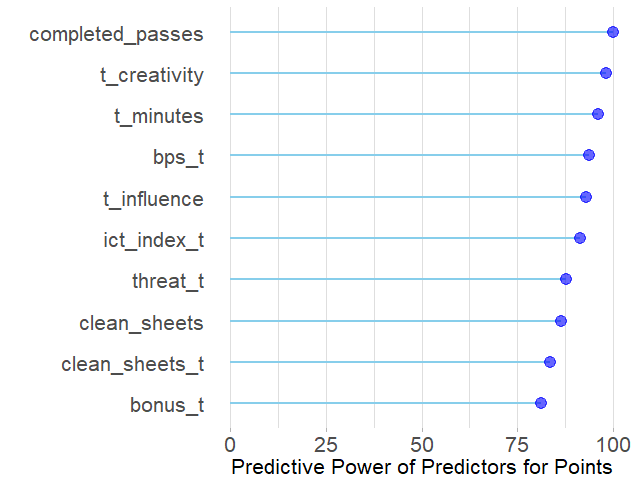 completed_passes
t_creativity
t_minutes
bps_t
t_influence
ict_index_t
threat_t
clean_sheets
clean_sheets_t
bonus_t
0 25 50 75 100
Predictive Power of Predictors for Points